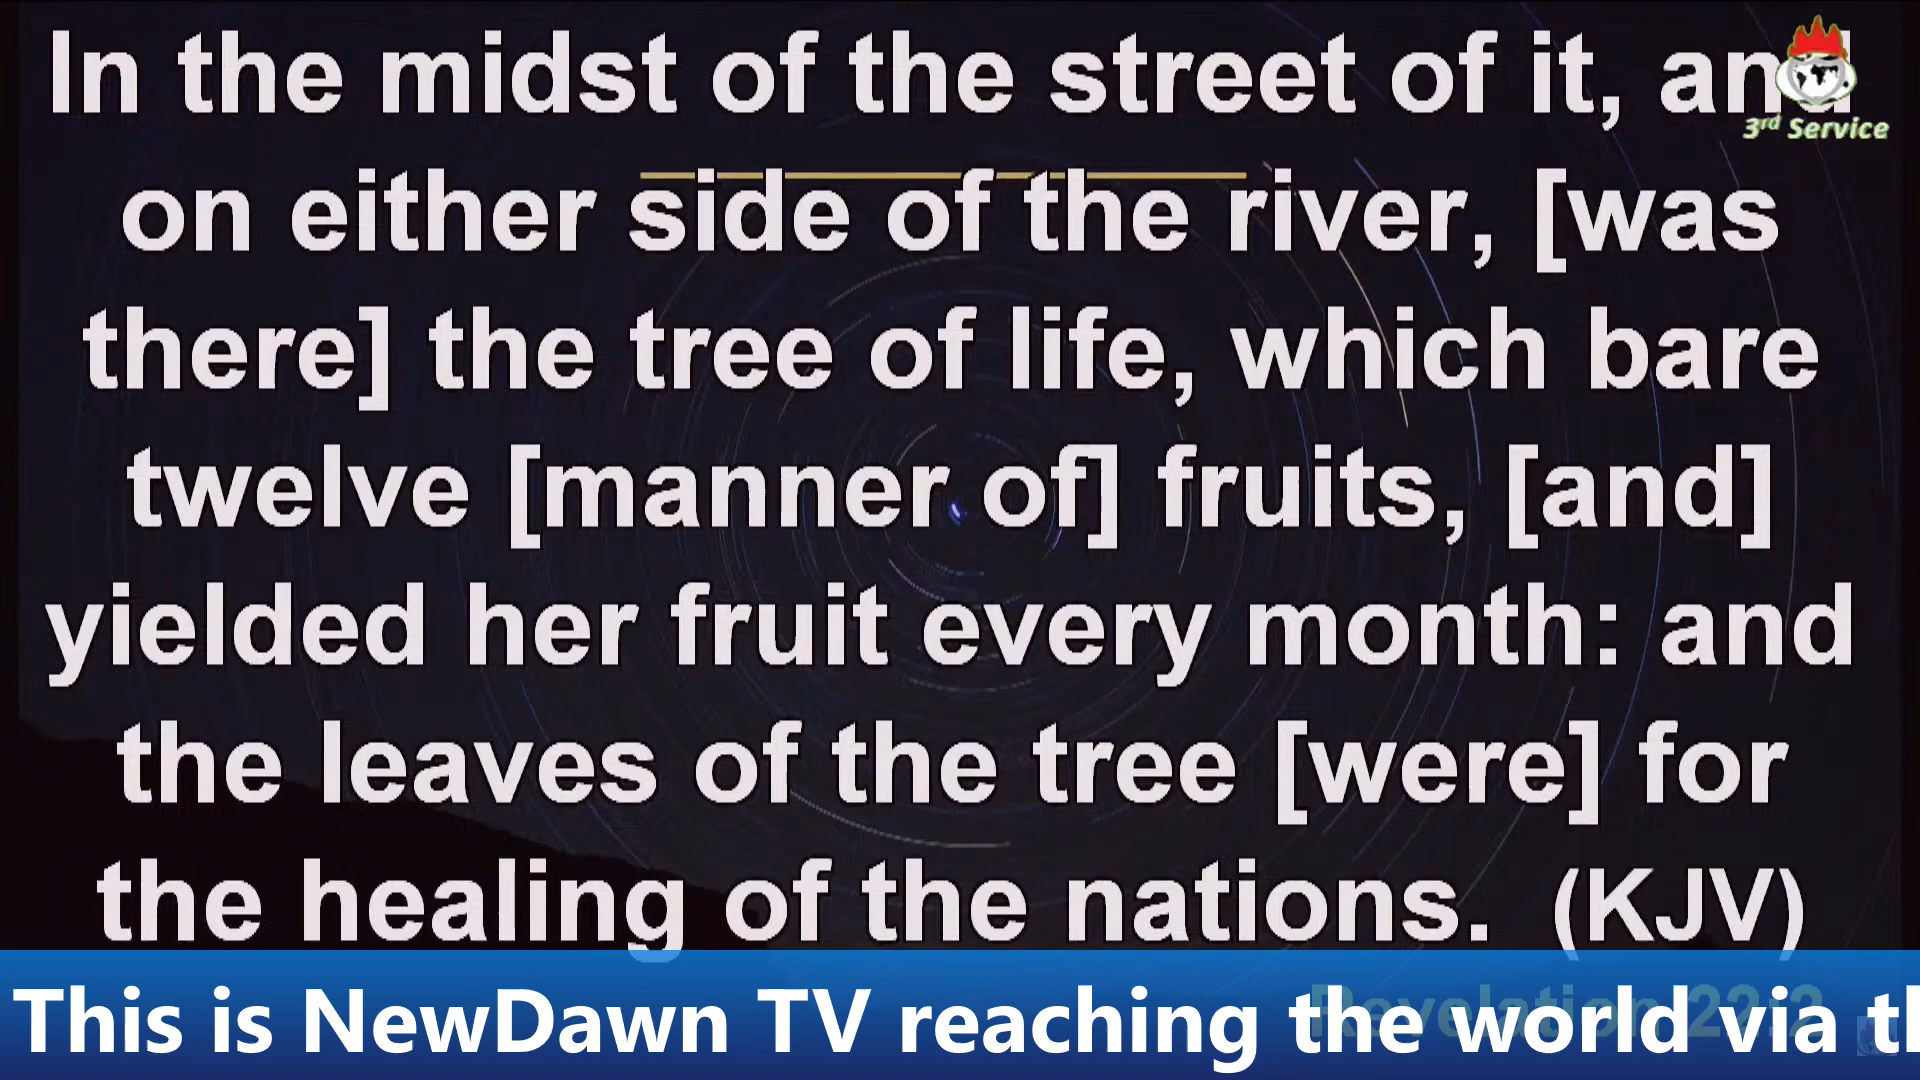 In the midst of the street of it, and
3rd Service
on either side of the river, [was
there] the tree of life, which bare
twelve [manner of] fruits, [and]
yielded her fruit every month: and
the leaves of the tree [were] for
the healing of the nations. (KJV)
Revelation 22:2
This is NewDawn TV reaching the world via